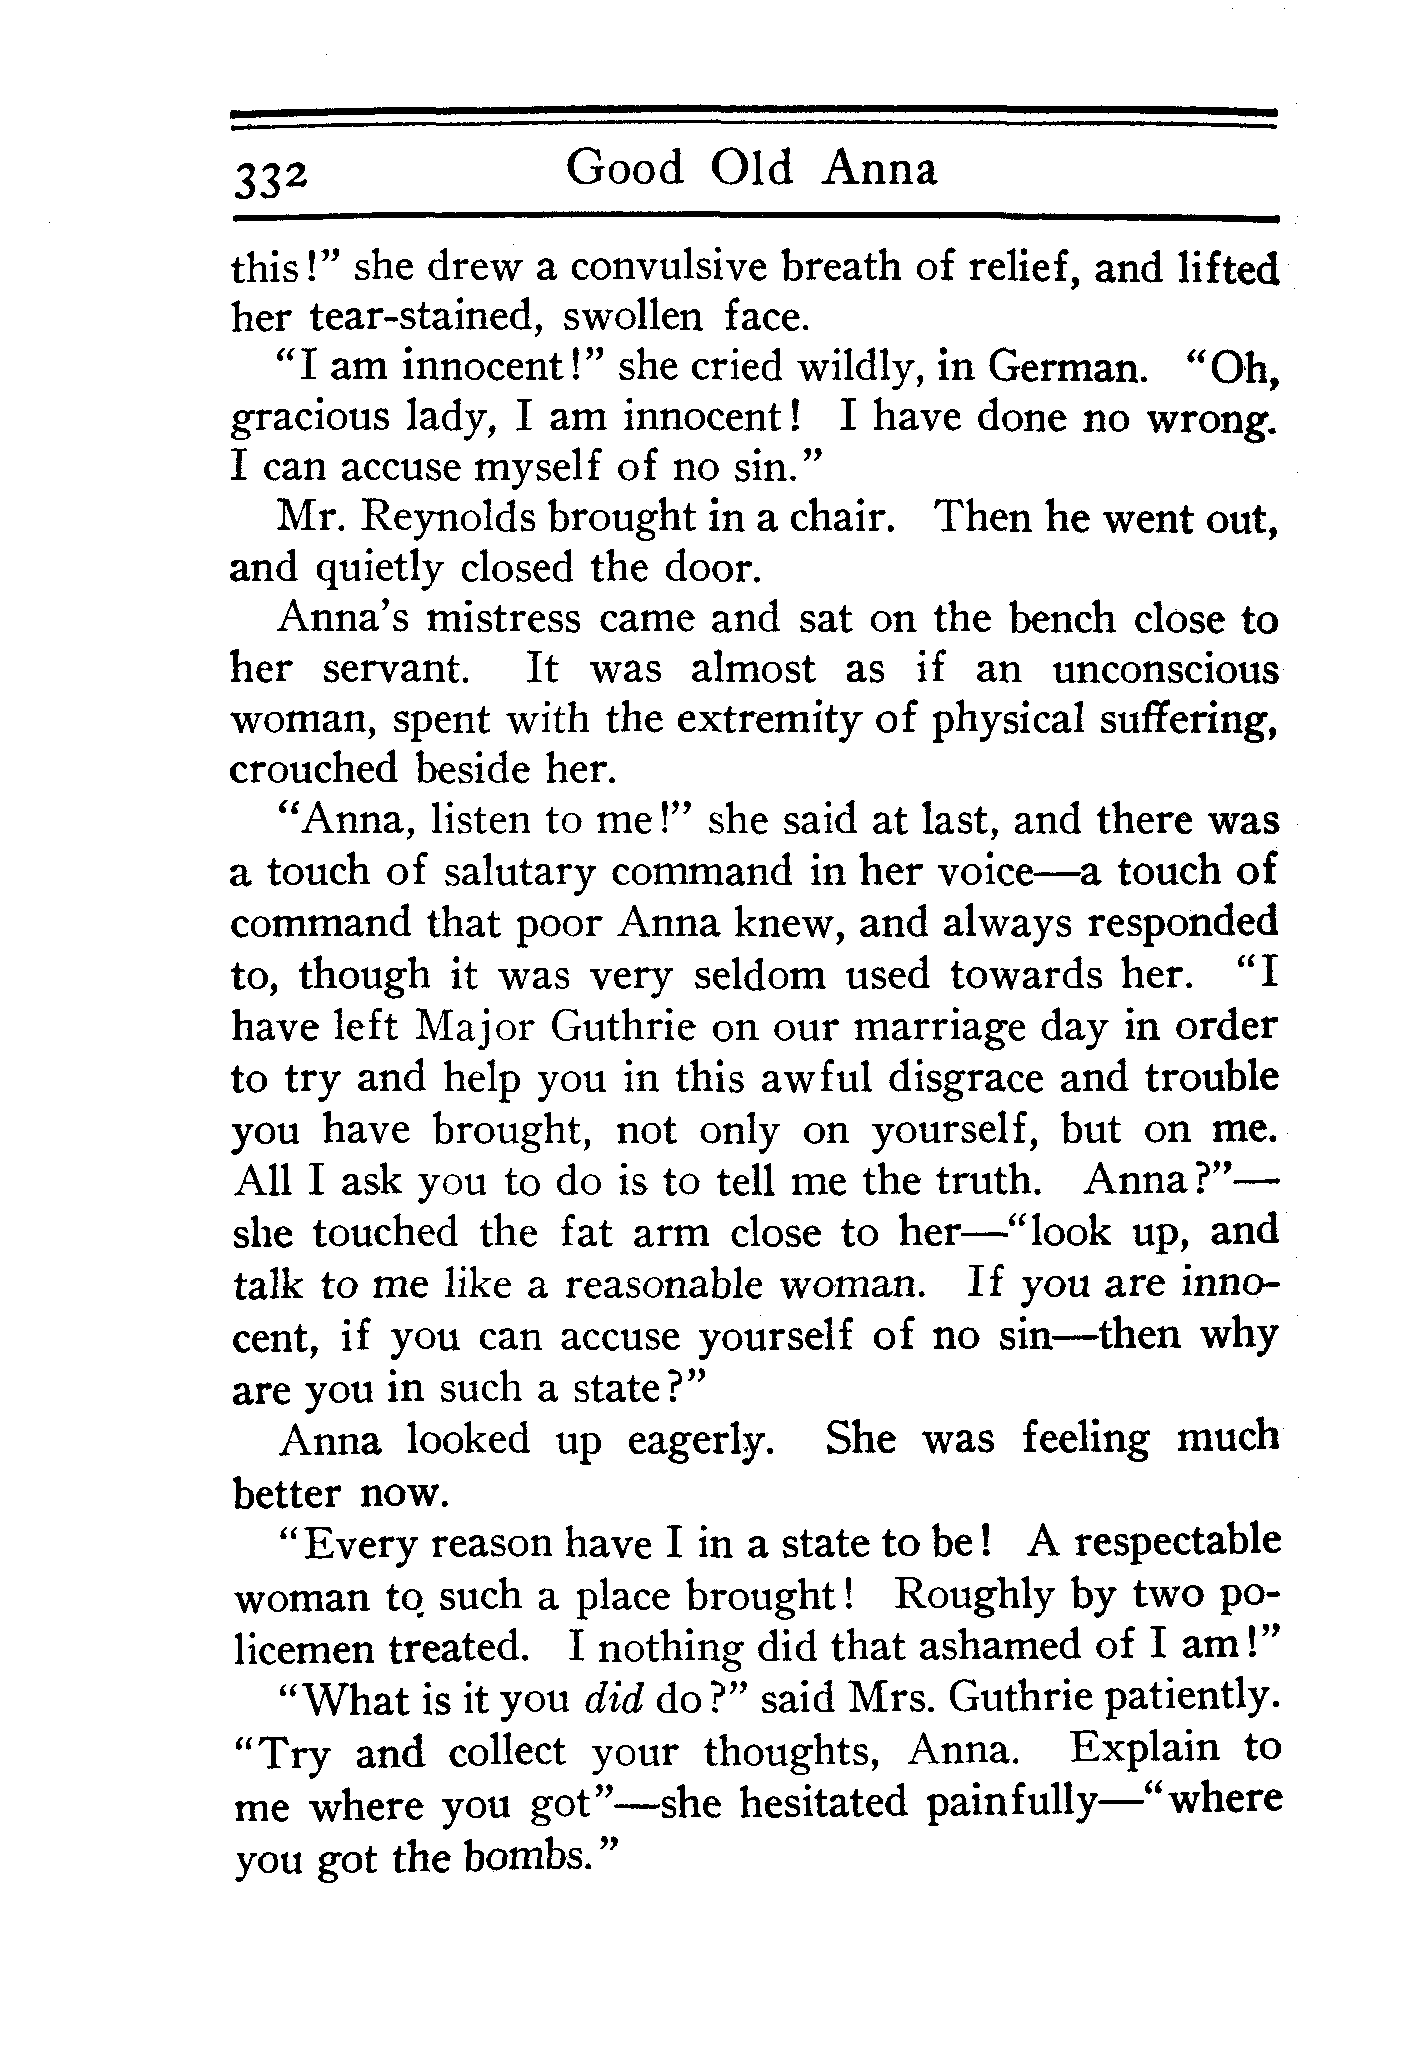 332 Good Old Anna
this!" she drew a convulsive breath of relief, and lifted
her tear-stained, swollen face.
"I am innocent!" she cried wildly, in German. "Oh,
gracious lady, I am innocent! I have done no wrong.
I can accuse myself of no sin."
Mr. Reynolds brought in a chair. Then he went out,
and quietly closed the door.
Anna's mistress came and sat on the bench close to
her servant. It was almost as if an unconscious
woman, spent with the extremity of physical suffering,
crouched beside her.
"Anna, listen to me!" she said at last, and there was
a touch of salutary command in her voice—a touch of
command that poor Anna knew, and always responded
to, though it was very seldom used towards her. "I
have left Major Guthrie on our marriage day in order
to try and help you in this awful disgrace and trouble
you have brought, not only on yourself, but on me.
All I ask you to do is to tell me the truth. Anna?"—
she touched the fat arm close to her—"look up, and
talk to me like a reasonable woman. If you are inno-
cent, if you can accuse yourself of no sin—then why
are you in such a state?"
Anna looked up eagerly. She was feeling much
better now.
"Every reason have I in a state to be! A respectable
woman to such a place brought! Roughly by two po-
licemen treated. I nothing did that ashamed of I am!"
"What is it you did do?" said Mrs. Guthrie patiently.
"Try and collect your thoughts, Anna. Explain to
me where you got"—she hesitated painfully—"where
you got the bombs."